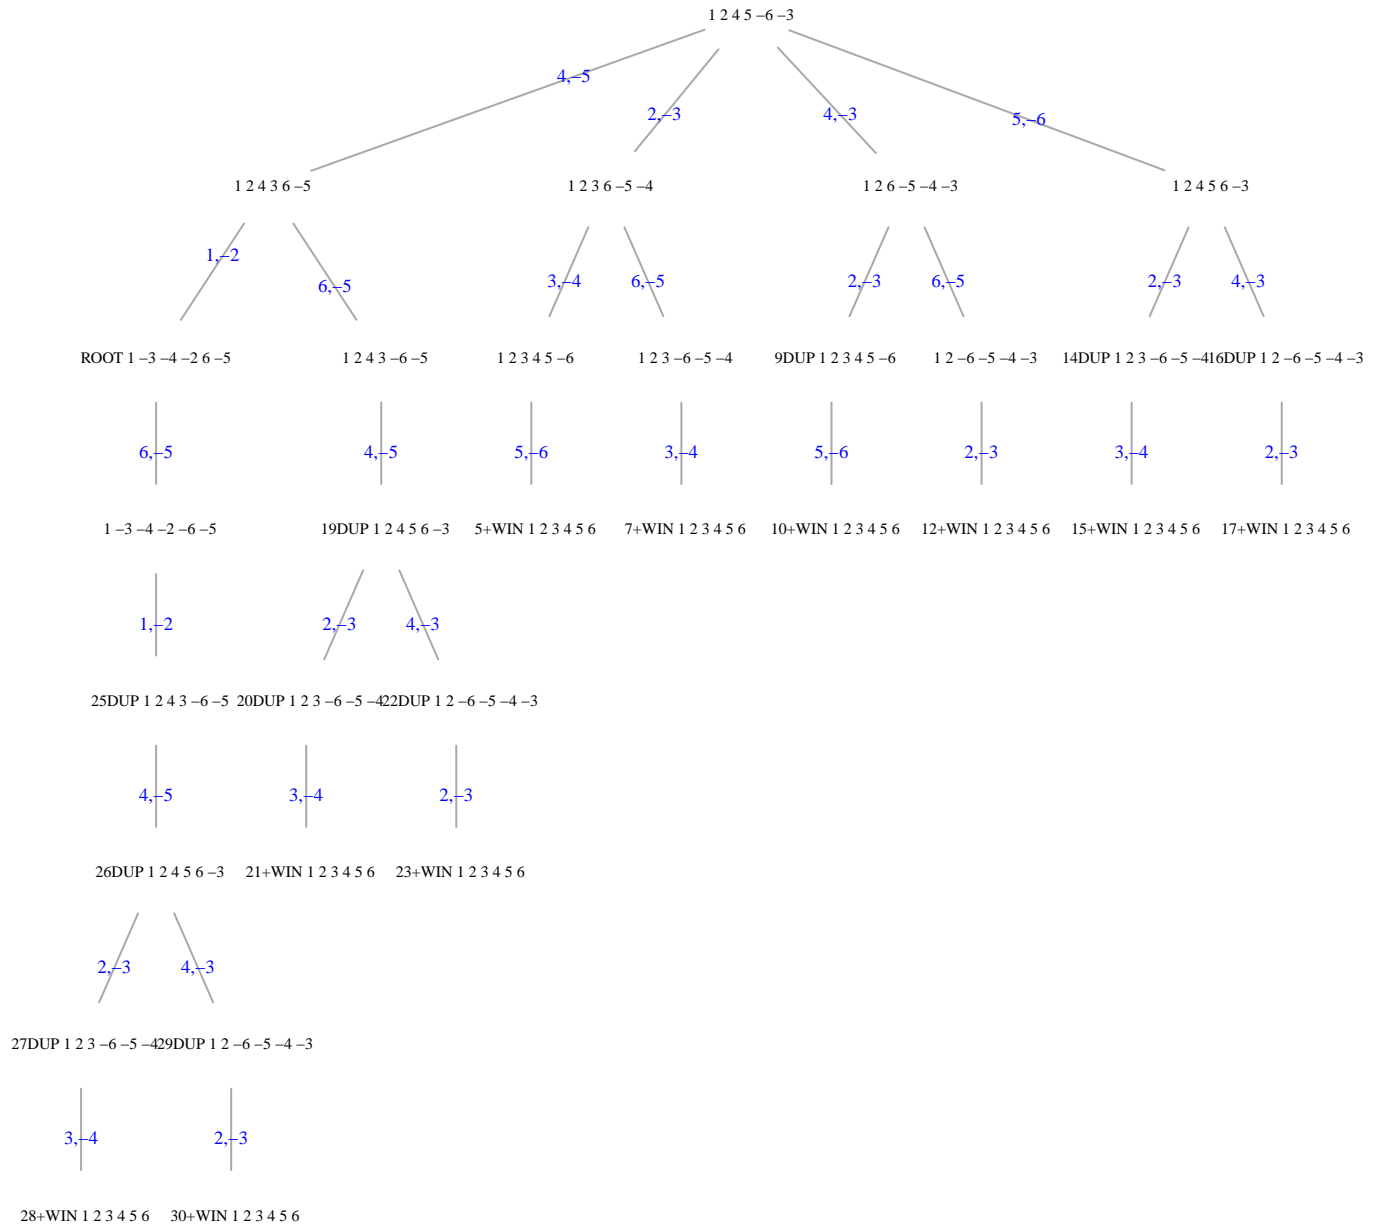 1 2 4 5 –6 –3
4,–5
2,–3
4,–3
5,–6
1 2 4 3 6 –5
1 2 3 6 –5 –4
1 2 6 –5 –4 –3
1 2 4 5 6 –3
1,–2
6,–5
3,–4
6,–5
2,–3
6,–5
2,–3
4,–3
ROOT 1 –3 –4 –2 6 –5
1 2 4 3 –6 –5
1 2 3 4 5 –6
1 2 3 –6 –5 –4
9DUP 1 2 3 4 5 –6
1 2 –6 –5 –4 –3
14DUP 1 2 3 –6 –5 –4
16DUP 1 2 –6 –5 –4 –3
6,–5
4,–5
5,–6
3,–4
5,–6
2,–3
3,–4
2,–3
1 –3 –4 –2 –6 –5
19DUP 1 2 4 5 6 –3
5+WIN 1 2 3 4 5 6
7+WIN 1 2 3 4 5 6
10+WIN 1 2 3 4 5 6
12+WIN 1 2 3 4 5 6
15+WIN 1 2 3 4 5 6
17+WIN 1 2 3 4 5 6
1,–2
2,–3
4,–3
25DUP 1 2 4 3 –6 –5
20DUP 1 2 3 –6 –5 –4
22DUP 1 2 –6 –5 –4 –3
4,–5
3,–4
2,–3
26DUP 1 2 4 5 6 –3
21+WIN 1 2 3 4 5 6
23+WIN 1 2 3 4 5 6
2,–3
4,–3
27DUP 1 2 3 –6 –5 –4
29DUP 1 2 –6 –5 –4 –3
3,–4
2,–3
28+WIN 1 2 3 4 5 6
30+WIN 1 2 3 4 5 6